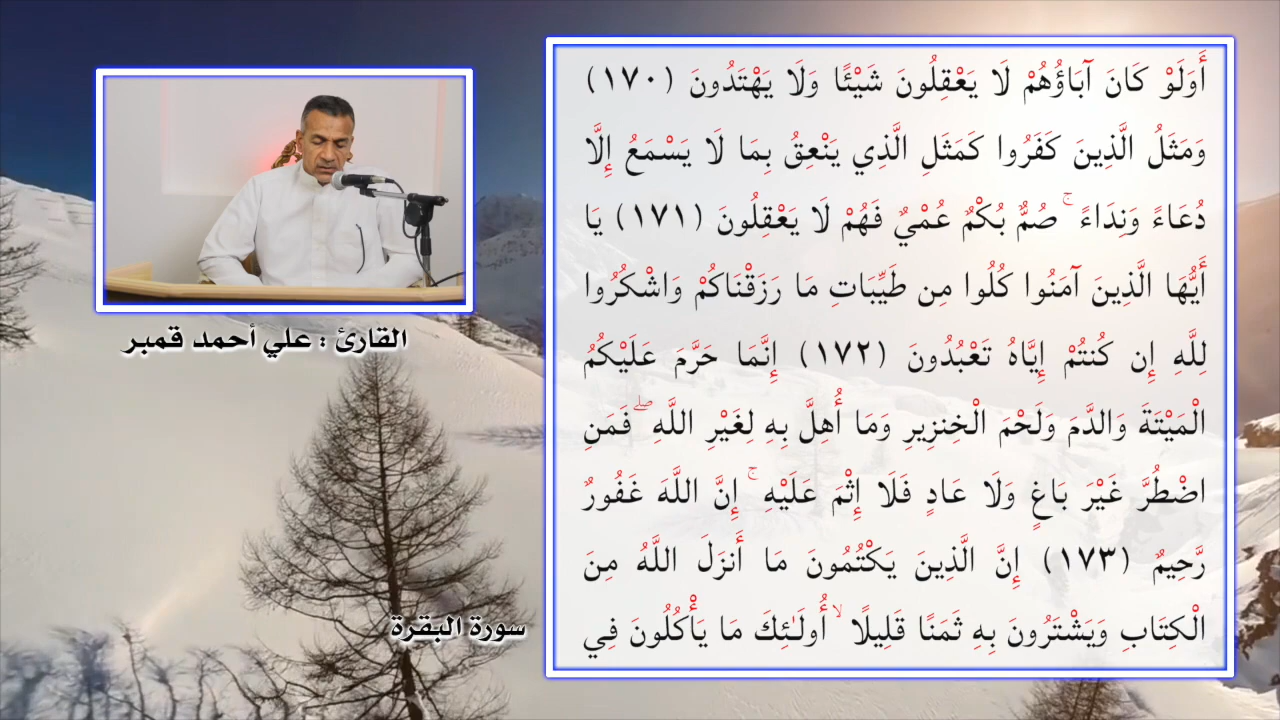 أَوَلَوْ كَانَ آبَاؤُهُمْ لَا يَعْقِلُونَ شَيْئًا وَلَا يَهْتَدُونَ (١٧٠)
وَمَثَلُ الَّذِينَ كَفَرُوا كَمَثَلِ الَّذِي يَنْعِقُ بِمَا لَا يَسْمَعُ إِلَّا
دُعَاءً وَنِدَاءً ۚ صُمٌّ بُكْمٌ عُمْيٌ فَهُمْ لَا يَعْقِلُونَ (١٧١) يَا
أَيُّهَا الَّذِينَ آمَنُوا كُلُوا مِن طَيِّبَاتِ مَا رَزَقْنَاكُمْ وَاشْكُرُوا
لِلَّهِ إِن كُنتُمْ إِيَّاهُ تَعْبُدُونَ (١٧٢) إِنَّمَا حَرَّمَ عَلَيْكُمُ
الْمَيْتَةَ وَالدَّمَ وَلَحْمَ الْخِنزِيرِ وَمَا أُهِلَّ بِهِ لِغَيْرِ اللَّهِ ۖ فَمَنِ
اضْطُرَّ غَيْرَ بَاغٍ وَلَا عَادٍ فَلَا إِثْمَ عَلَيْهِ ۚ إِنَّ اللَّهَ غَفُورٌ
رَّحِيمٌ (١٧٣) إِنَّ الَّذِينَ يَكْتُمُونَ مَا أَنزَلَ اللَّهُ مِنَ
الْكِتَابِ وَيَشْتَرُونَ بِهِ ثَمَنًا قَلِيلًا ۙ أُولَـٰئِكَ مَا يَأْكُلُونَ فِي
القارئ : علي أحمد قمبر
سورة البقرة